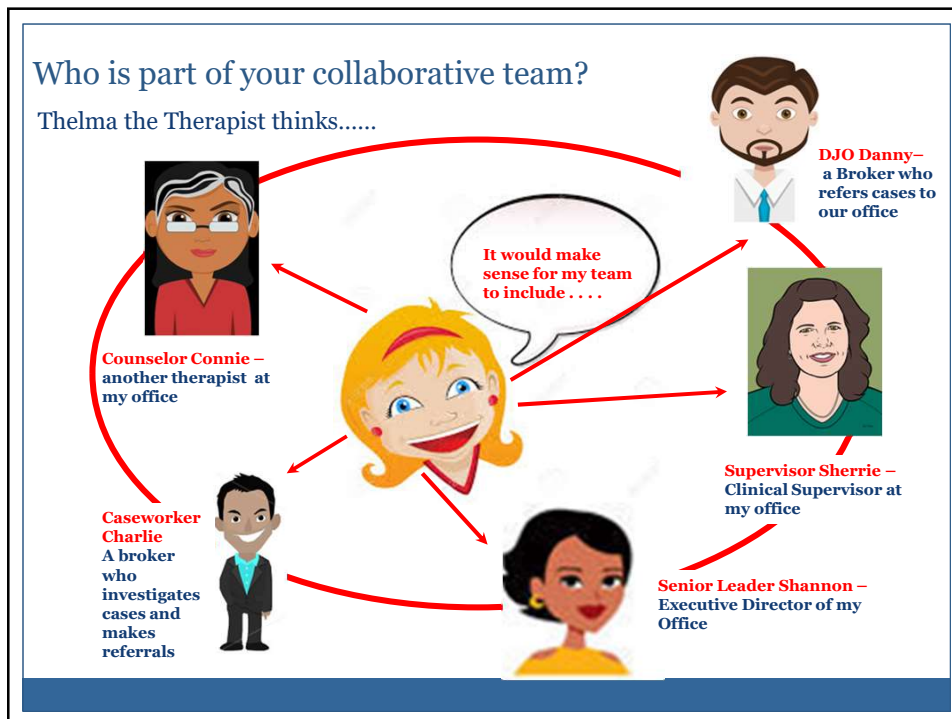 Who is part of your collaborative team?
Thelma the Therapist thinks......
It would make
sense for my team
to include . . . .
DJO Danny–
a Broker who
refers cases to
our office
Counselor Connie –
another therapist at
my office
Supervisor Sherrie –
Clinical Supervisor at
my office
Caseworker
Charlie
A broker
who
investigates
cases and
makes
referrals
Senior Leader Shannon –
Executive Director of my
Office